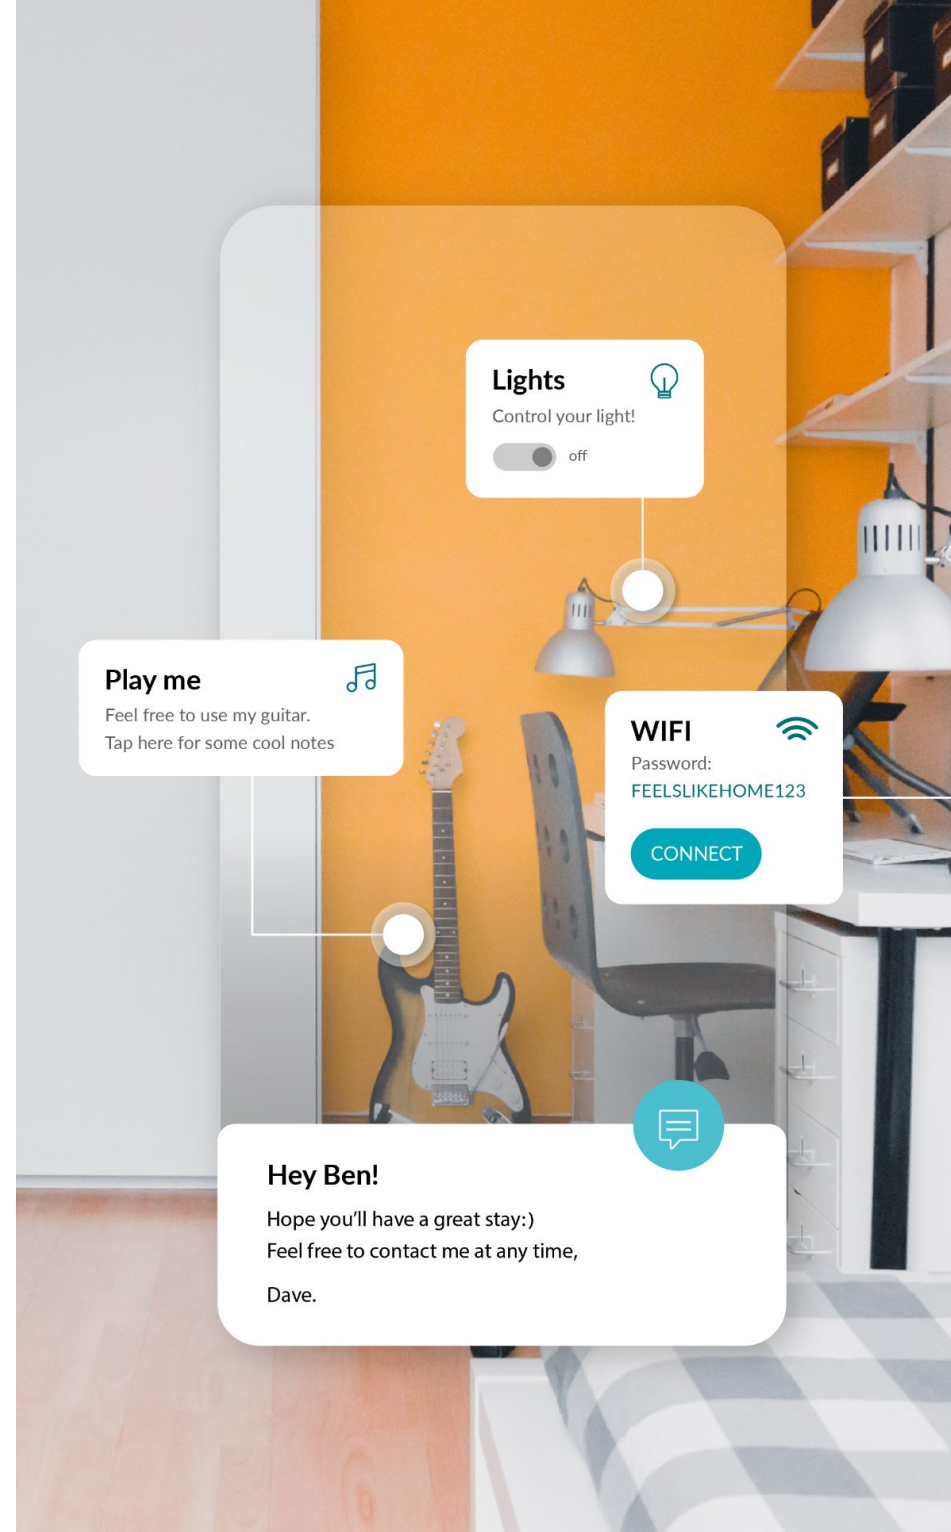 Lights
Control your light!
off
Play me
Feel free to use my guitar.
Tap here for some cool notes
WIFI
Password:
FEELSLIKEHOME123
CONNECT
Hey Ben!
Hope you'll have a great stay:)
Feel free to contact me at any time,
Dave.